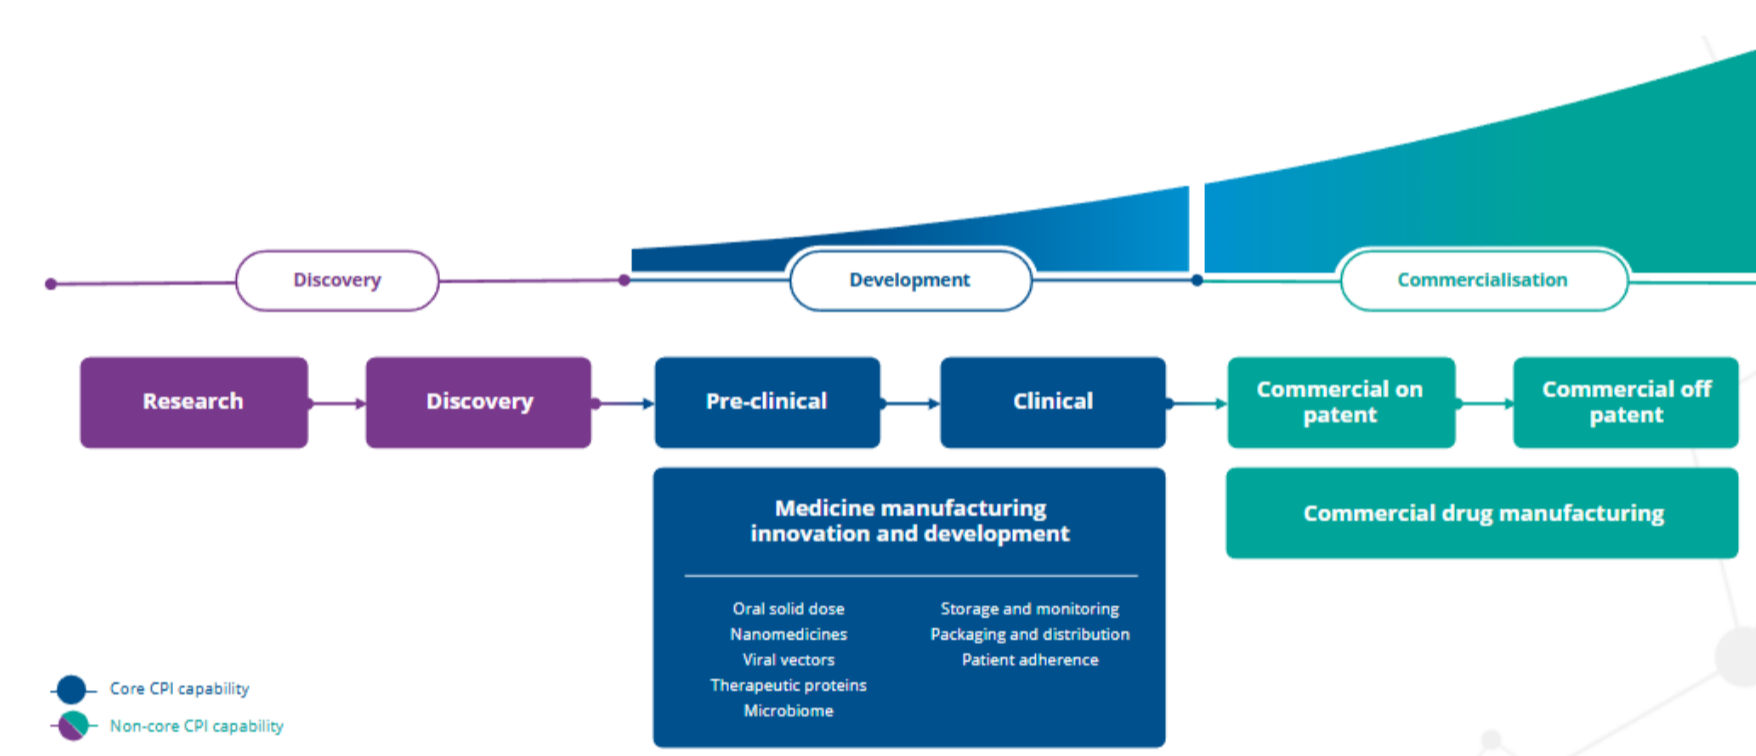 Discovery
Development
Commercialisation
Research
Discovery
Pre-clinical
Clinical
Commercial on
patent
Commercial off
patent
Medicine manufacturing
innovation and development
Oral solid dose
Nanomedicines
Viral vectors
Therapeutic proteins
Microbiome
Storage and monitoring
Packaging and distribution
Patient adherence
Commercial drug manufacturing
Core CPI capability
Non-core CPI capability